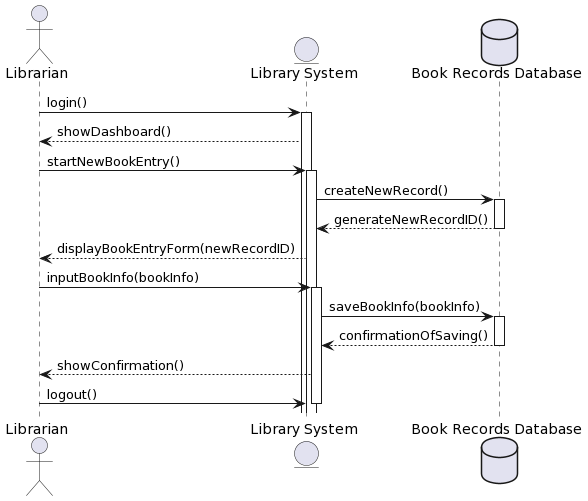 Librarian
Library System
Book Records Database
login()
showDashboard()
startNewBookEntry()
createNewRecord()
generateNewRecordID()
displayBookEntryForm(newRecordID)
inputBookInfo(bookInfo)
saveBookInfo(bookInfo)
confirmationOfSaving()
showConfirmation()
logout()
Librarian
Library System
Book Records Database